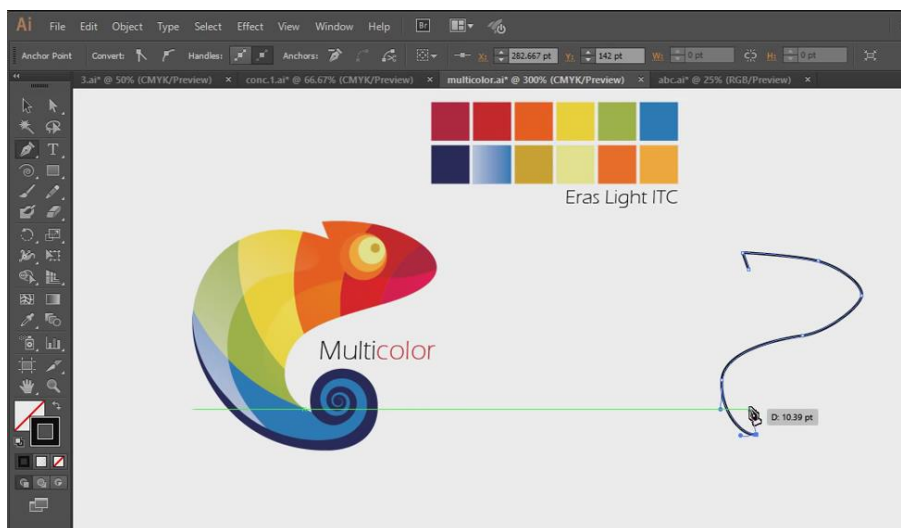 Ai File Edit Object Type Select Effect View Window Help Br
Anchor Point Convert: Handles: Anchors: X: 282.667 pt Y: 142 pt W: 0 pt H: 0 pt
3.ai* @ 50% (CMYK/Preview) × conc.1.ai* @ 66.67% (CMYK/Preview) × multicolor.ai* @ 300% (CMYK/Preview) × abc.ai* @ 25% (RGB/Preview) ×
Eras Light ITC
Multicolor
D: 10.39 pt